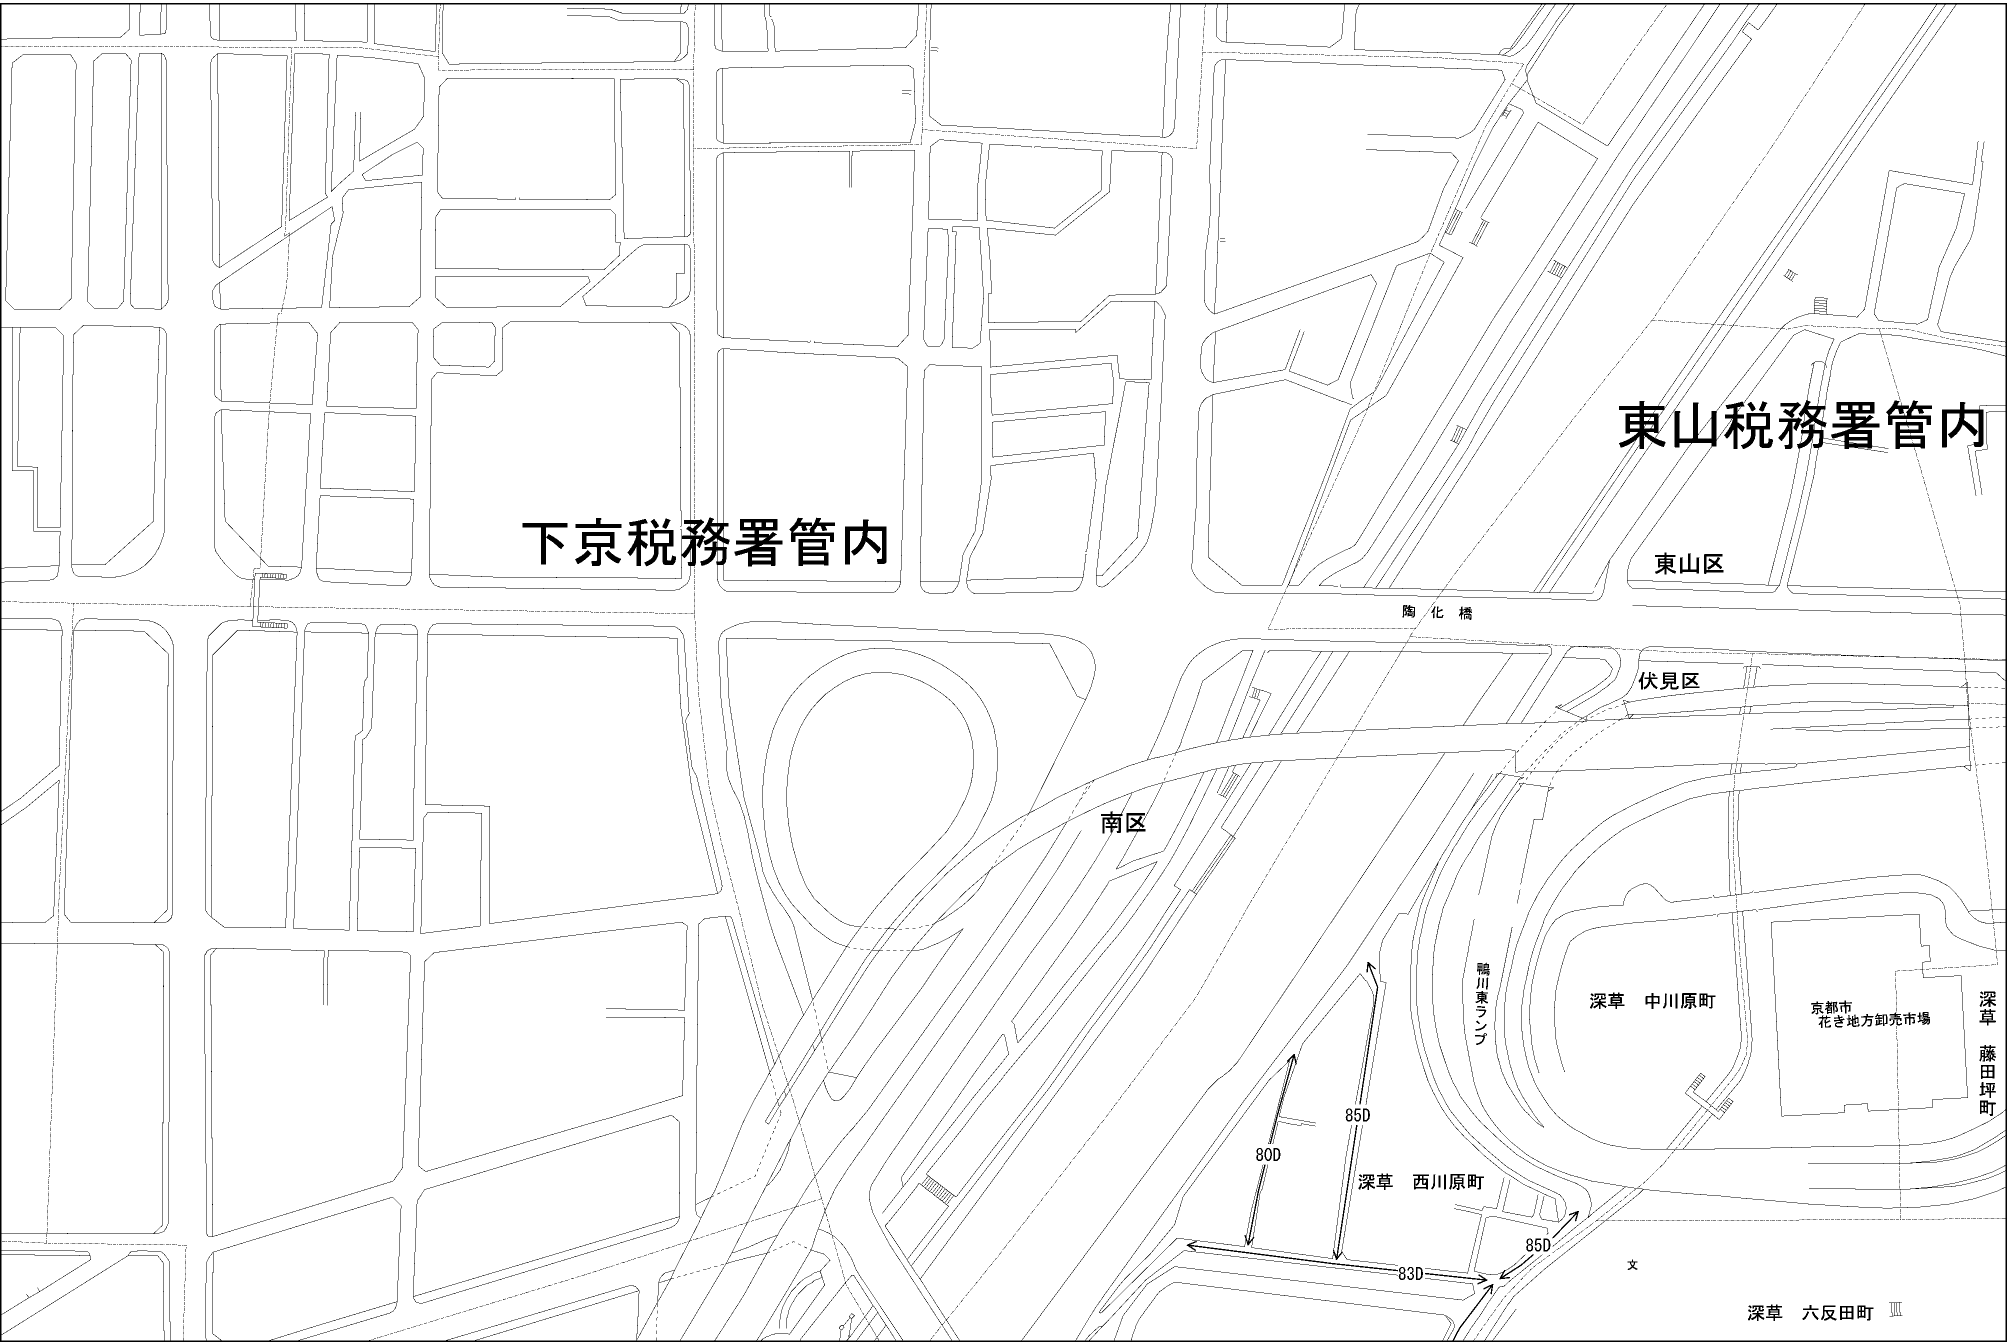 東山税務署管内
下京税務署管内
東山区
陶化橋
伏見区
南区
鴨川東ランプ
深草　中川原町
京都市
花き地方卸売市場
深草　藤田坪町
85D
80D
深草　西川原町
85D
83D
文
深草　六反田町